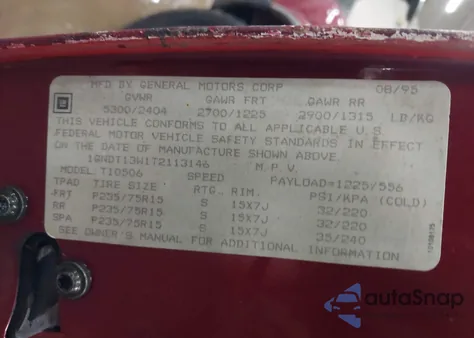 MFD BY GENERAL MOTORS CORP 08/95
GVWR GAWR FRT GAWR RR
GM 5300/2404 2700/1225 2900/1315 LB/KG
THIS VEHICLE CONFORMS TO ALL APPLICABLE U.S.
FEDERAL MOTOR VEHICLE SAFETY STANDARDS IN EFFECT
ON THE DATE OF MANUFACTURE SHOWN ABOVE.
1GNDT13W1T2113146 M.P.V.
MODEL T10506 PAYLOAD=1225/556
TPAD TIRE SIZE SPEED RTG. RIM. PSI/KPA (COLD)
FRT P235/75R15 S 15X7J 32/220
RR P235/75R15 S 15X7J 32/220
SPA P235/75R15 S 15X7J 35/240
SEE OWNER'S MANUAL FOR ADDITIONAL INFORMATION
autoSnap